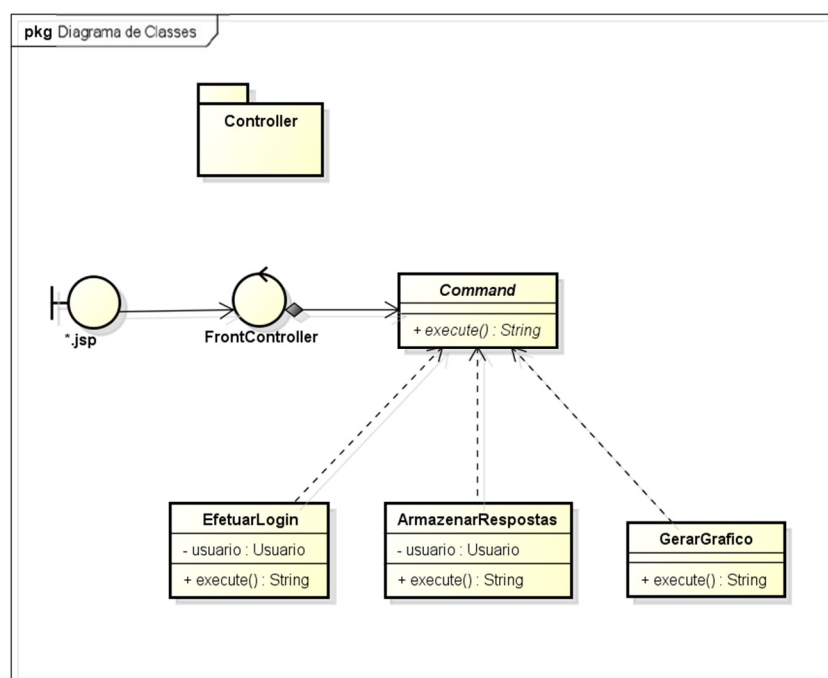 pkg Diagrama de Classes
Controller
*.jsp
FrontController
Command
+ execute() : String
EfetuarLogin
- usuario : Usuario
+ execute() : String
ArmazenarRespostas
- usuario : Usuario
+ execute() : String
GerarGrafico
+ execute() : String